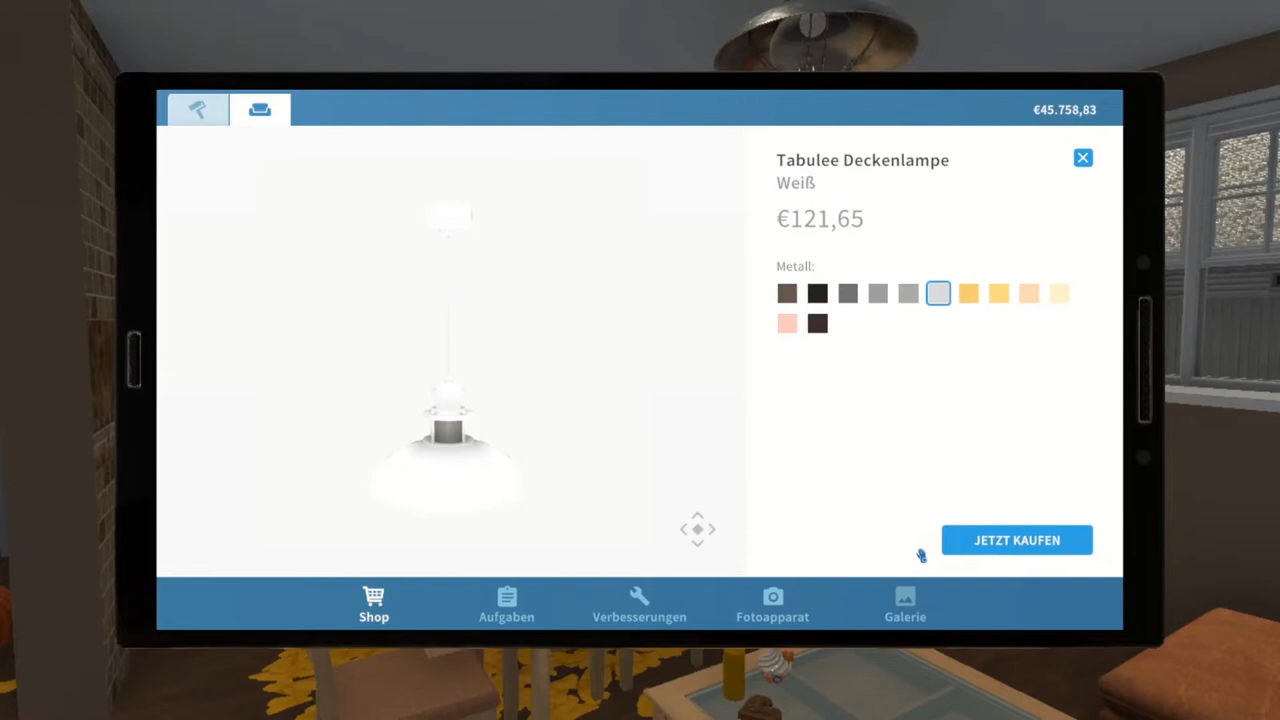 €45.758,83
Tabulee Deckenlampe
Weiß
€121,65
Metall:
JETZT KAUFEN
Shop
Aufgaben
Verbesserungen
Fotoapparat
Galerie